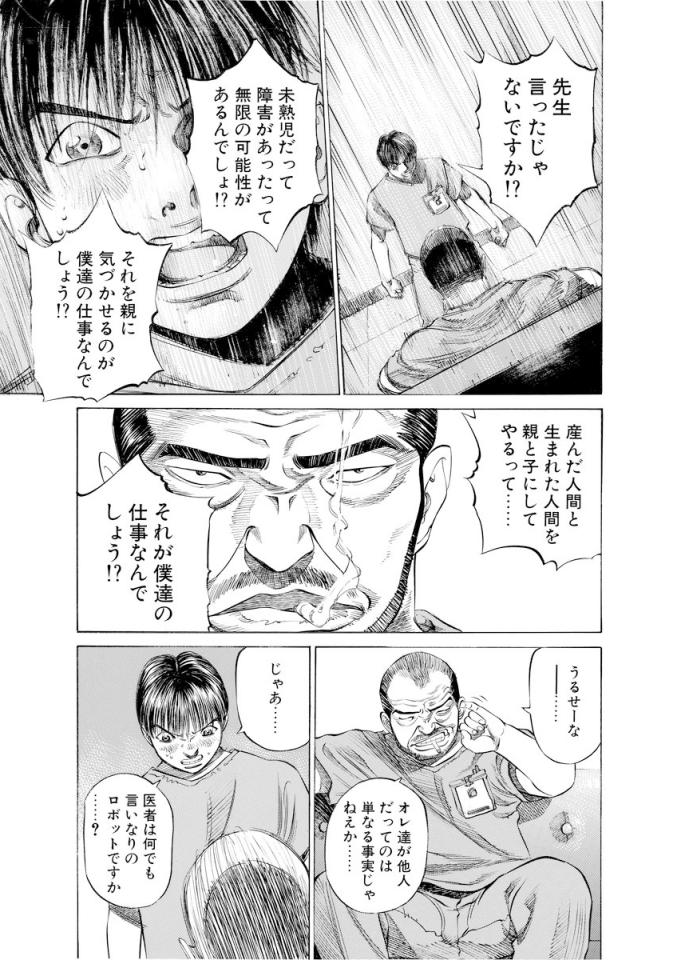 先生
言ったじゃ
ないですか!?
未熟児だって
障害があったって
無限の可能性が
あるんでしょ!?
それを親に
気づかせるのが
僕達の仕事なんで
しょう!?
産んだ人間と
生まれた人間を
親と子にして
やるって……
それが僕達の
仕事なんで
しょう!?
うるせーな
───……
オレ達が他人
だってのは
単なる事実じゃ
ねえか……
じゃあ……
医者は何でも
言いなりの
ロボットですか
……?